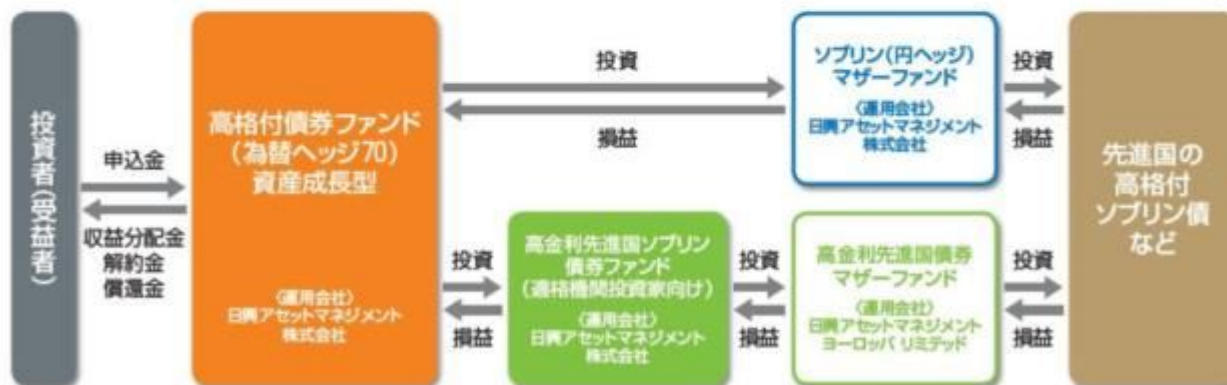 投資者(受益者)
申込金
収益分配金
解約金
償還金
高格付債券ファンド
(為替ヘッジ70)
資産成長型
〈運用会社〉
日興アセットマネジメント
株式会社
投資
損益
ソブリン(円ヘッジ)
マザーファンド
〈運用会社〉
日興アセットマネジメント
株式会社
投資
損益
投資
損益
高金利先進国ソブリン
債券ファンド
(適格機関投資家向け)
〈運用会社〉
日興アセットマネジメント
株式会社
投資
損益
高金利先進国債券
マザーファンド
〈運用会社〉
日興アセットマネジメント
ヨーロッパ リミテッド
投資
損益
先進国の
高格付
ソブリン債
など